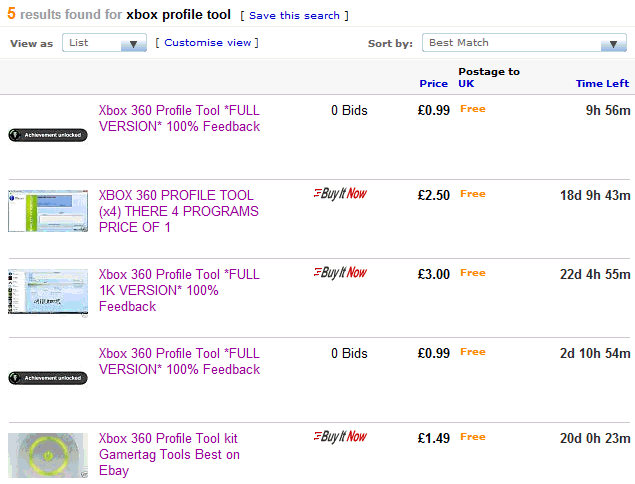 5 results found for xbox profile tool [ Save this search ]
View as List [ Customise view ] Sort by: Best Match
Price Postage to UK Time Left
Xbox 360 Profile Tool *FULL
VERSION* 100% Feedback
0 Bids £0.99 Free 9h 56m
Achievement unlocked
XBOX 360 PROFILE TOOL
(x4) THERE 4 PROGRAMS
PRICE OF 1
Buy It Now £2.50 Free 18d 9h 43m
Xbox 360 Profile Tool *FULL
1K VERSION* 100%
Feedback
Buy It Now £3.00 Free 22d 4h 55m
Xbox 360 Profile Tool *FULL
VERSION* 100% Feedback
0 Bids £0.99 Free 2d 10h 54m
Achievement unlocked
Xbox 360 Profile Tool kit
Gamertag Tools Best on
Ebay
Buy It Now £1.49 Free 20d 0h 23m